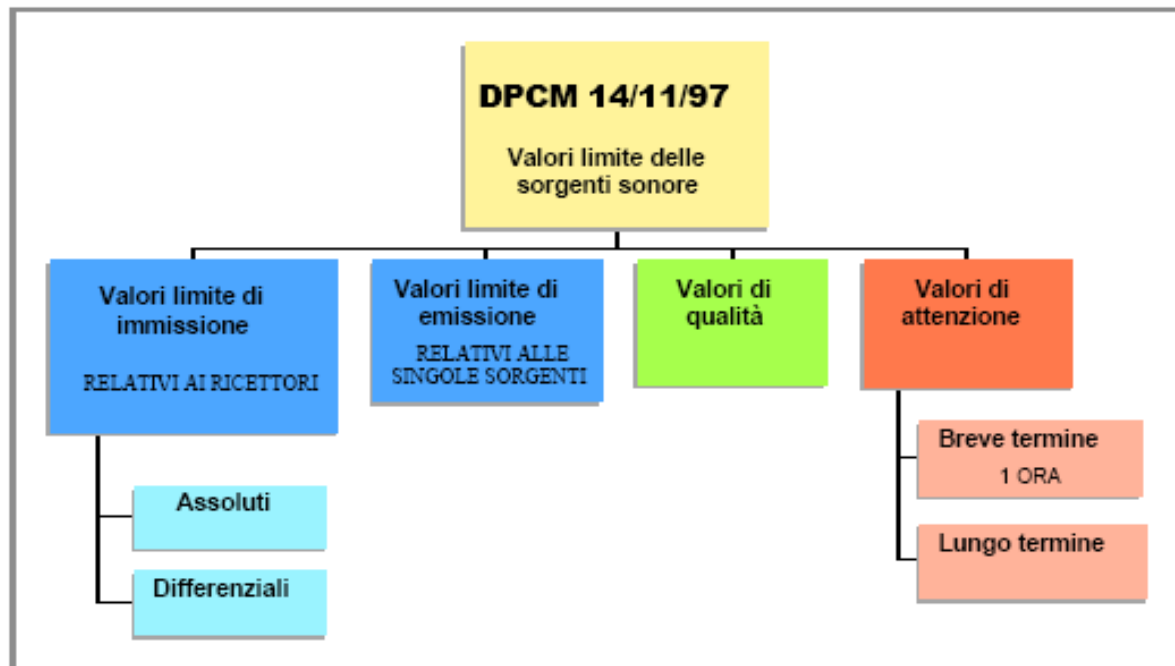 DPCM 14/11/97
Valori limite delle
sorgenti sonore
Valori limite di
immissione
RELATIVI AI RICETTORI
Valori limite di
emissione
RELATIVI ALLE
SINGOLE SORGENTI
Valori di
qualità
Valori di
attenzione
Assoluti
Differenziali
Breve termine
1 ORA
Lungo termine